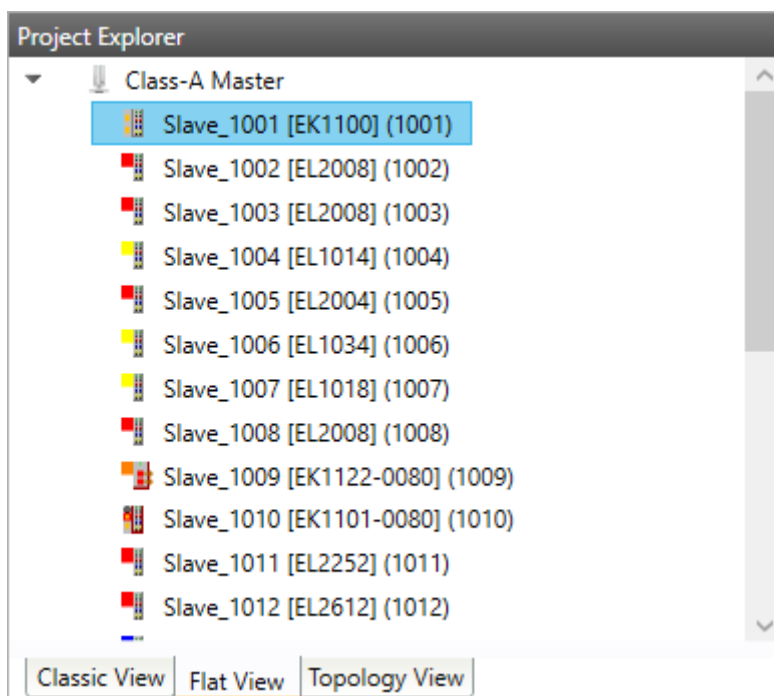 Project Explorer
Class-A Master
Slave_1001 [EK1100] (1001)
Slave_1002 [EL2008] (1002)
Slave_1003 [EL2008] (1003)
Slave_1004 [EL1014] (1004)
Slave_1005 [EL2004] (1005)
Slave_1006 [EL1034] (1006)
Slave_1007 [EL1018] (1007)
Slave_1008 [EL2008] (1008)
Slave_1009 [EK1122-0080] (1009)
Slave_1010 [EK1101-0080] (1010)
Slave_1011 [EL2252] (1011)
Slave_1012 [EL2612] (1012)
Classic View Flat View Topology View